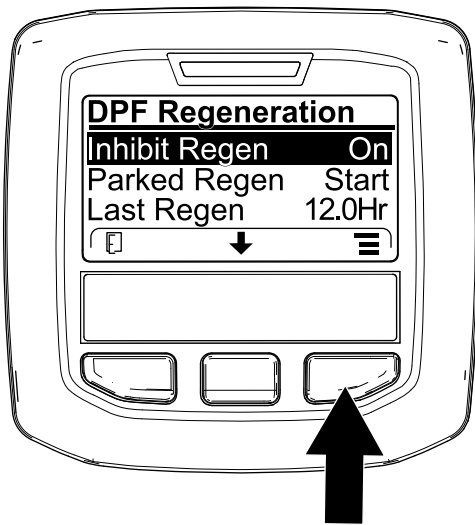 DPF Regeneration
Inhibit Regen On
Parked Regen Start
Last Regen 12.0Hr